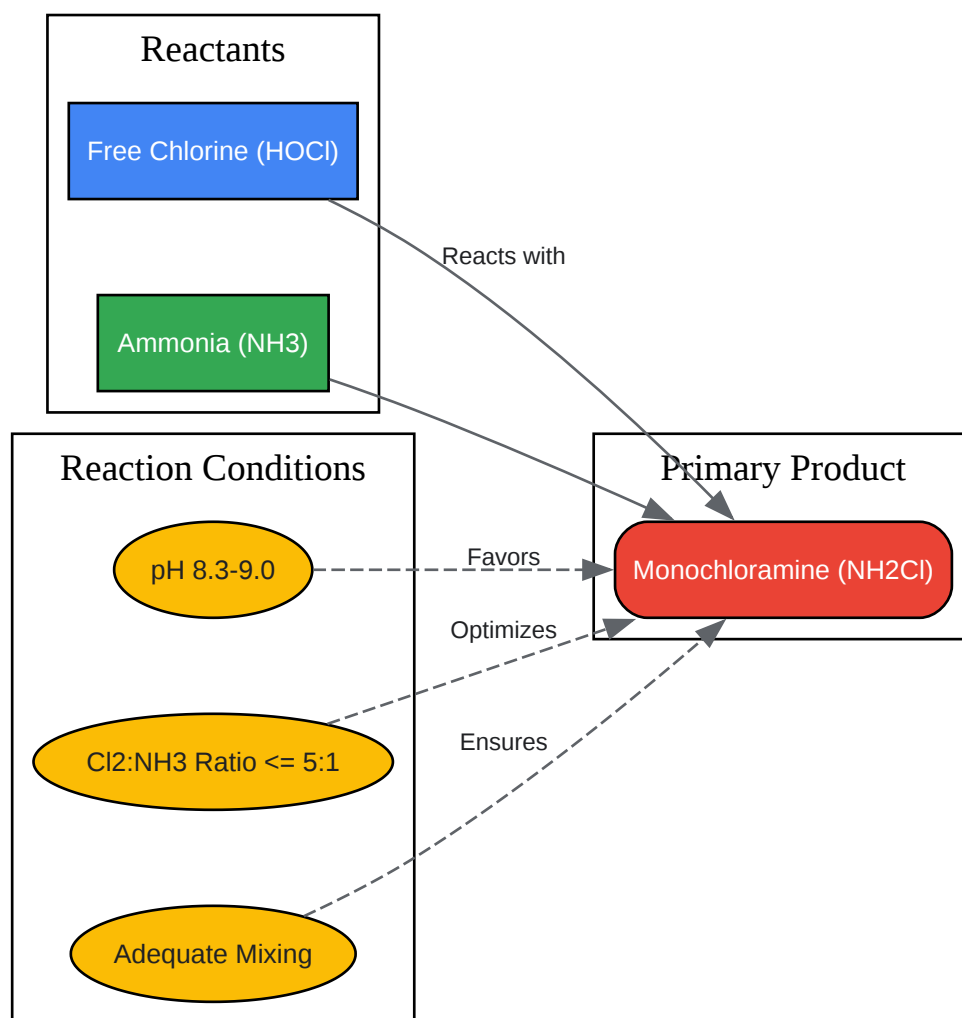 Reactants
Free Chlorine (HOCl)
Reacts with
Ammonia (NH3)
Reaction Conditions
Primary Product
pH 8.3-9.0
Favors
Monochloramine (NH2Cl)
Optimizes
Cl2:NH3 Ratio <= 5:1
Ensures
Adequate Mixing